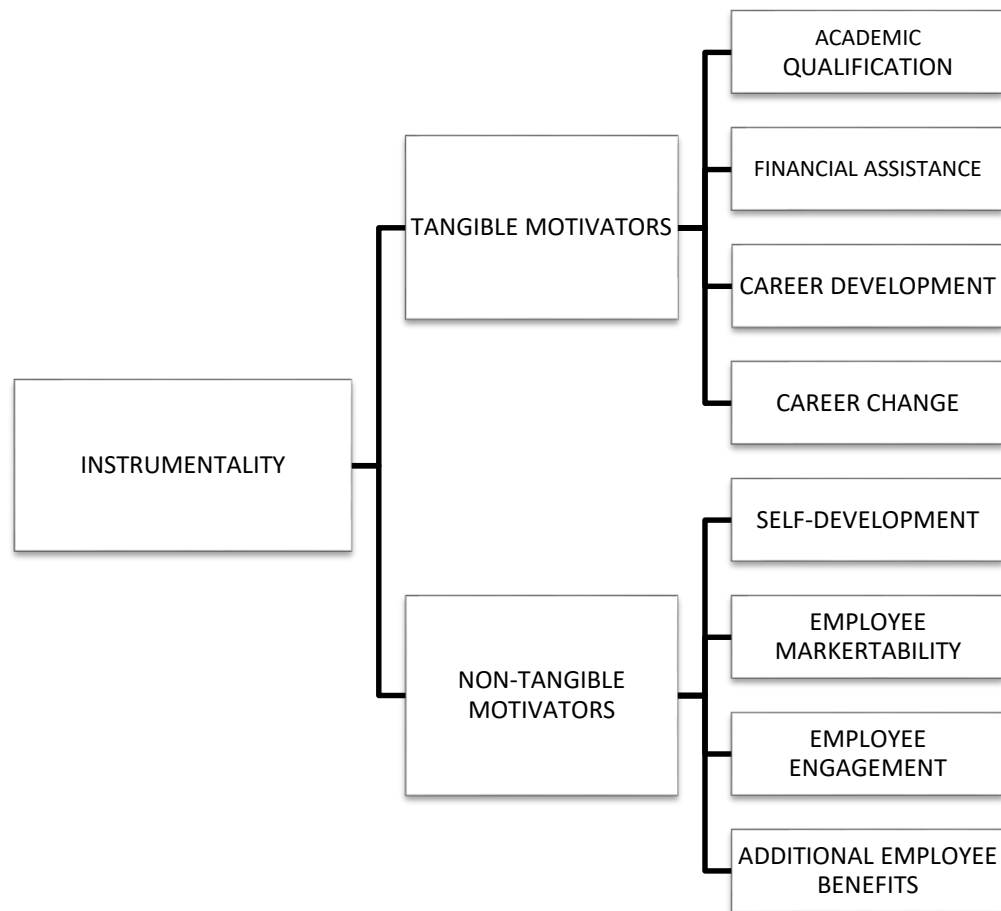 ACADEMIC
QUALIFICATION
FINANCIAL ASSISTANCE
TANGIBLE MOTIVATORS
CAREER DEVELOPMENT
CAREER CHANGE
INSTRUMENTALITY
SELF-DEVELOPMENT
EMPLOYEE
MARKERTABILITY
NON-TANGIBLE
MOTIVATORS
EMPLOYEE
ENGAGEMENT
ADDITIONAL EMPLOYEE
BENEFITS